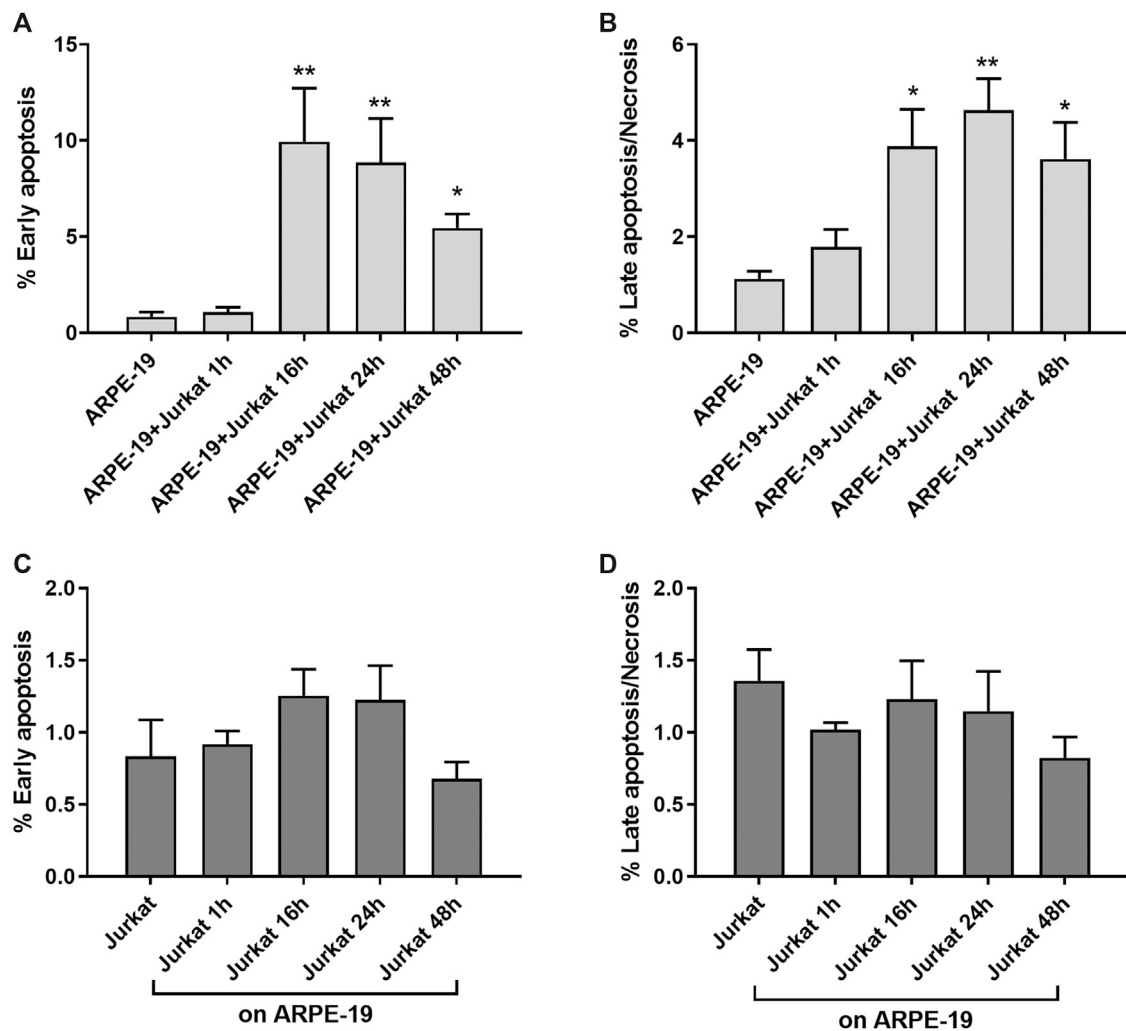 A
% Early apoptosis
15
10
5
0
**
**
*
ARPE-19
ARPE-19+Jurkat 1h
ARPE-19+Jurkat 16h
ARPE-19+Jurkat 24h
ARPE-19+Jurkat 48h
B
% Late apoptosis/Necrosis
6
4
2
0
*
**
*
ARPE-19
ARPE-19+Jurkat 1h
ARPE-19+Jurkat 16h
ARPE-19+Jurkat 24h
ARPE-19+Jurkat 48h
C
% Early apoptosis
2.0
1.5
1.0
0.5
0.0
Jurkat
Jurkat 1h
Jurkat 16h
Jurkat 24h
Jurkat 48h
on ARPE-19
D
% Late apoptosis/Necrosis
2.0
1.5
1.0
0.5
0.0
Jurkat
Jurkat 1h
Jurkat 16h
Jurkat 24h
Jurkat 48h
on ARPE-19